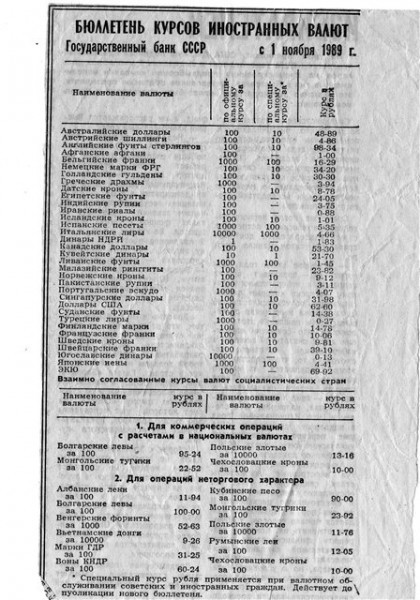 БЮЛЛЕТЕНЬ КУРСОВ ИНОСТРАННЫХ ВАЛЮТ
Государственный банк СССР с 1 ноября 1989 г.
Наименование валюты по официальному курсу за по специальному курсу за* Курс в рублях
Австралийские доллары 100 10 48-89
Австрийские шиллинги 100 10 4-86
Английские фунты стерлингов 100 10 98-34
Афганские афгани 100 — 1-00
Бельгийские франки 1000 100 16-29
Немецкие марки ФРГ 100 10 34-
Голландские гульдены 100 10 30-30
Греческие драхмы 1000 — 3-94
Датские кроны 100 10 8-78
Египетские фунты 100 — 24-05
Индийские рупии 100 — 3-75
Иранские риалы 100 — 0-88
Исландские кроны 100 10 1-01
Испанские песеты 1000 100 5-35
Итальянские лиры 10000 1000 4-66
Динары НДРЙ 1 — 1-83
Канадские доллары 100 10 53-30
Кувейтские динары 10 1 21-70
Ливанские фунты 1000 100 1-45
Малазийские ринггиты 100 — 23-82
Норвежские кроны 100 10 9-12
Пакистанские рупии 100 — 3-11
Португальские эскудо 1000 — 4-07
Сингапурские доллары 100 10 31-98
Доллары США 100 10 62-60
Суданские фунты 100 — 14-38
Турецкие лиры 1000 — 0-27
Финляндские марки 100 10 14-78
Французские франки 100 10 10-06
Шведские кроны 100 10 9-81
Швейцарские франки 100 10 39-10
Югославские динары 10000 — 0-13
Японские иены 1000 100 4-41
ЭКЮ 100 — 69-92
Взаимно согласованные курсы валют социалистических стран
Наименование валюты курс в рублях Наименование валюты курс в рублях
1. Для коммерческих операций
с расчетами в национальных валютах
Болгарские левы
за 100 95-24
Монгольские тугрики
за 100 22-52
Польские злотые
за 10000 13-16
Чехословацкие кроны
за 100 10-00
2. Для операций неторгового характера
Албанские леки
за 100 11-94
Болгарские левы
за 100 100-00
Венгерские форинты
за 1000 52-63
Вьетнамские донги
за 10000 9-26
Марки ГДР
за 100 31-25
Воны КНДР
за 100 60-24
Кубинские песо
за 100 90-00
Монгольские тугрики
за 100 23-92
Польские злотые
за 10000 11-76
Румынские леи
за 100 12-05
Чехословацкие кроны
за 100 10-00
* Специальный курс рубля применяется при валютном об-
служивании советских и иностранных граждан. Действует до
публикации нового бюллетеня.